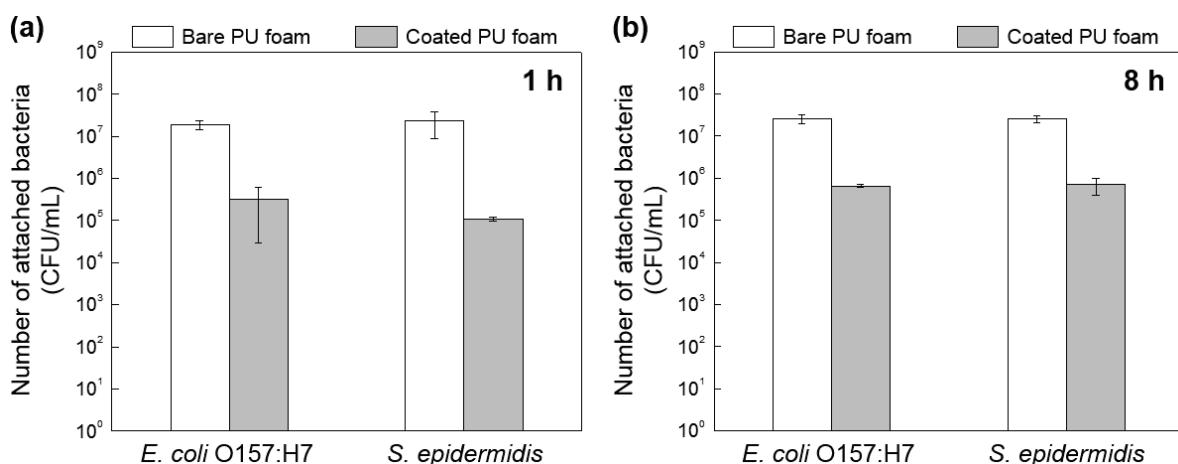 (a)
Bare PU foam
Coated PU foam
1 h
Number of attached bacteria
(CFU/mL)
10⁹
10⁸
10⁷
10⁶
10⁵
10⁴
10³
10²
10¹
10⁰
E. coli O157:H7
S. epidermidis
(b)
Bare PU foam
Coated PU foam
8 h
Number of attached bacteria
(CFU/mL)
10⁹
10⁸
10⁷
10⁶
10⁵
10⁴
10³
10²
10¹
10⁰
E. coli O157:H7
S. epidermidis